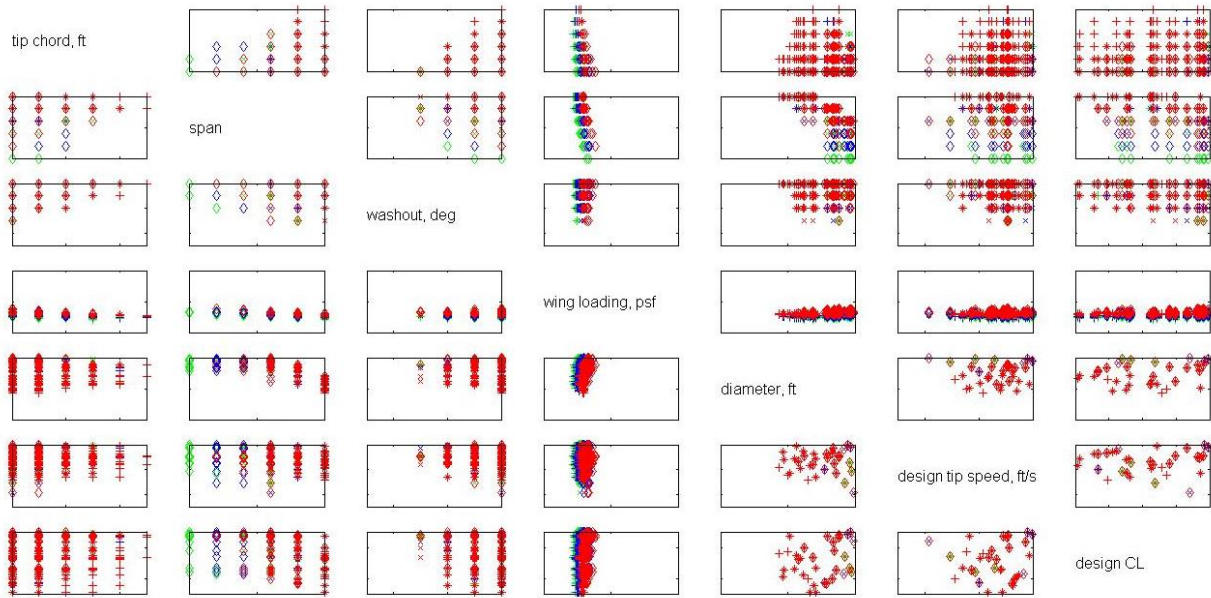 tip chord, ft
span
washout, deg
wing loading, psf
diameter, ft
design tip speed, ft/s
design CL